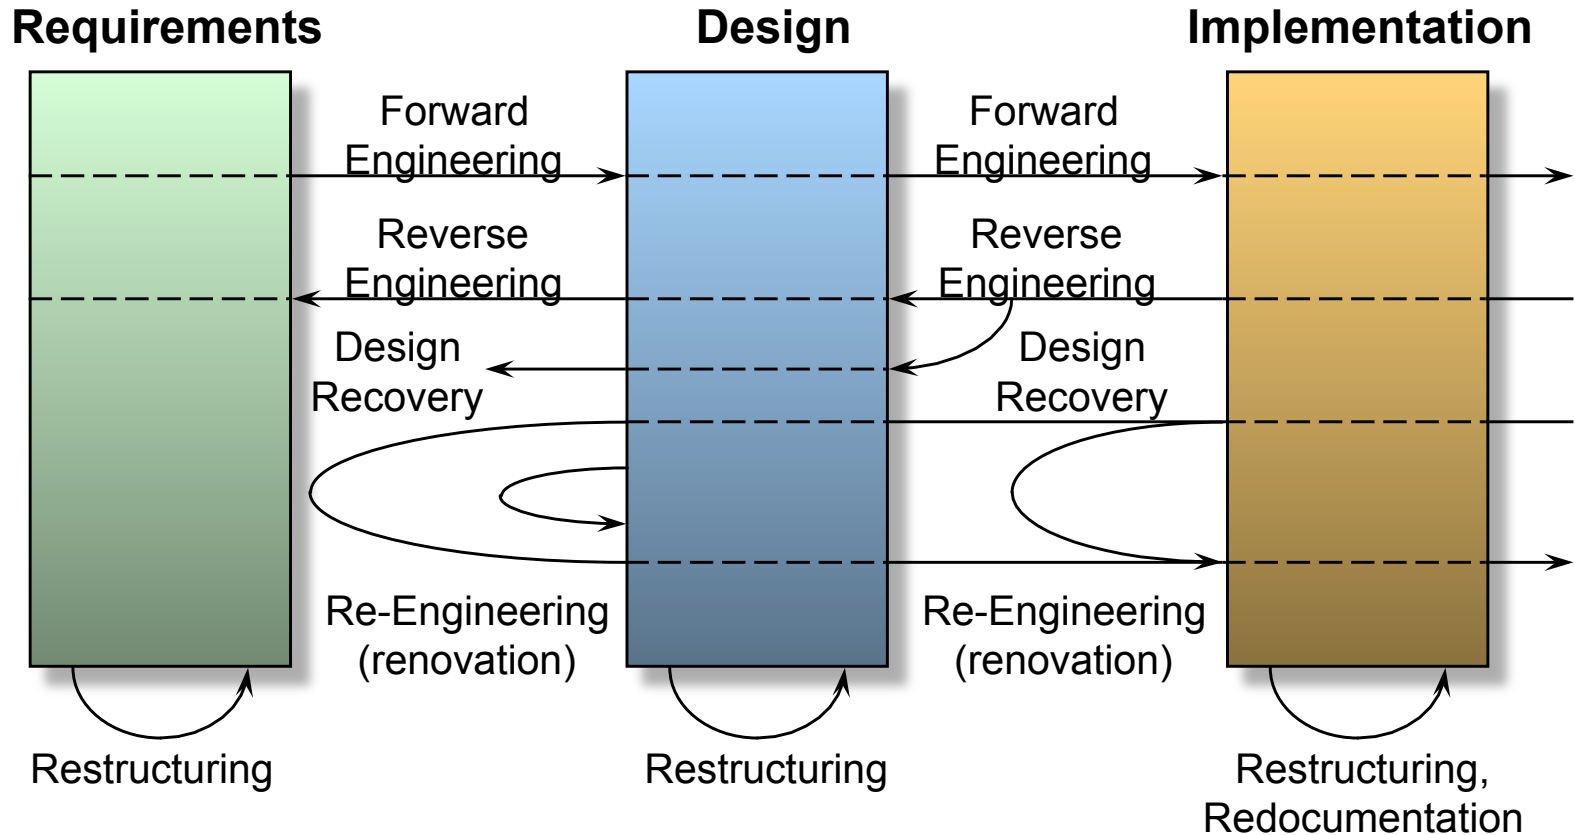 Requirements
Design
Implementation
Forward
Engineering
Forward
Engineering
Reverse
Engineering
Reverse
Engineering
Design
Recovery
Design
Recovery
Re-Engineering
(renovation)
Re-Engineering
(renovation)
Restructuring
Restructuring
Restructuring,
Redocumentation